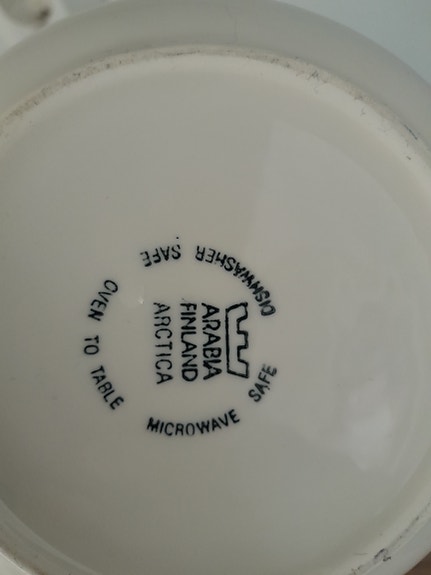 ARABIA
FINLAND
ARCTICA
DISHWASHER SAFE
OVEN TO TABLE
MICROWAVE SAFE